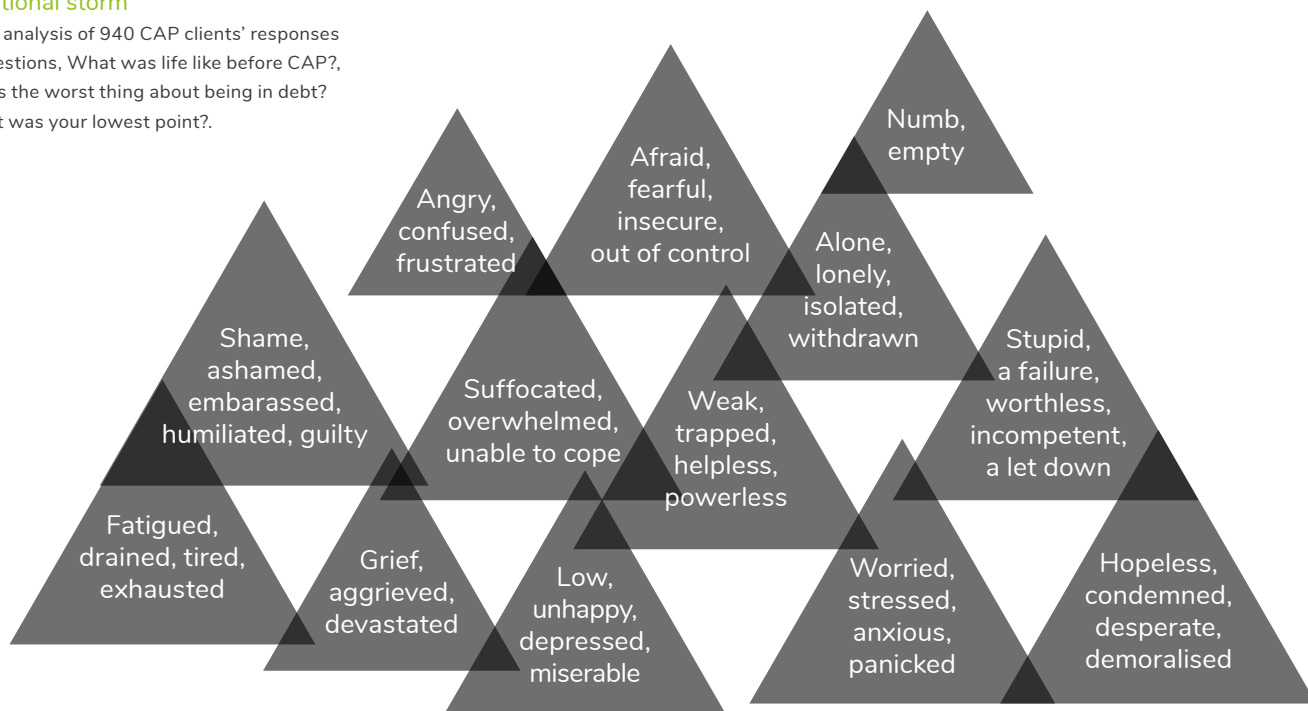 tional storm
analysis of 940 CAP clients' responses
estions, What was life like before CAP?,
s the worst thing about being in debt?
t was your lowest point?.
Numb,
empty
Afraid,
fearful,
insecure,
out of control
Angry,
confused,
frustrated
Alone,
lonely,
isolated,
withdrawn
Shame,
ashamed,
embarassed,
humiliated, guilty
Suffocated,
overwhelmed,
unable to cope
Weak,
trapped,
helpless,
powerless
Stupid,
a failure,
worthless,
incompetent,
a let down
Fatigued,
drained, tired,
exhausted
Grief,
aggrieved,
devastated
Low,
unhappy,
depressed,
miserable
Worried,
stressed,
anxious,
panicked
Hopeless,
condemned,
desperate,
demoralised